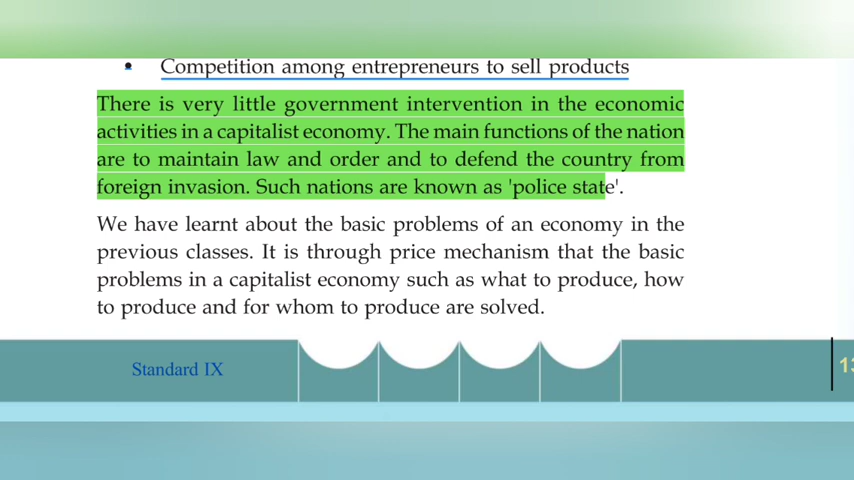 • Competition among entrepreneurs to sell products
There is very little government intervention in the economic
activities in a capitalist economy. The main functions of the nation
are to maintain law and order and to defend the country from
foreign invasion. Such nations are known as 'police state'.
We have learnt about the basic problems of an economy in the
previous classes. It is through price mechanism that the basic
problems in a capitalist economy such as what to produce, how
to produce and for whom to produce are solved.
Standard IX